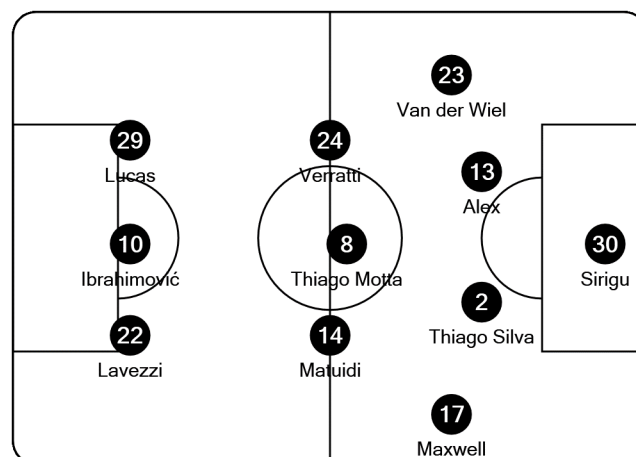 23
Van der Wiel
29
Lucas
24
Verratti
13
Alex
10
Ibrahimović
8
Thiago Motta
30
Sirigu
2
Thiago Silva
22
Lavezzi
14
Matuidi
17
Maxwell